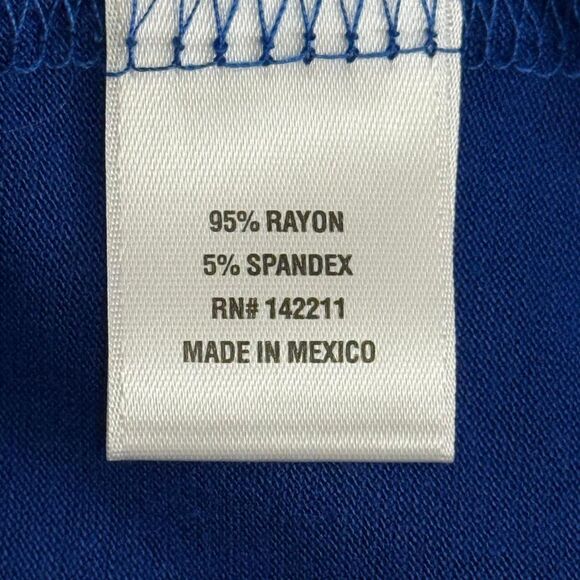 95% RAYON
5% SPANDEX
RN# 142211
MADE IN MEXICO